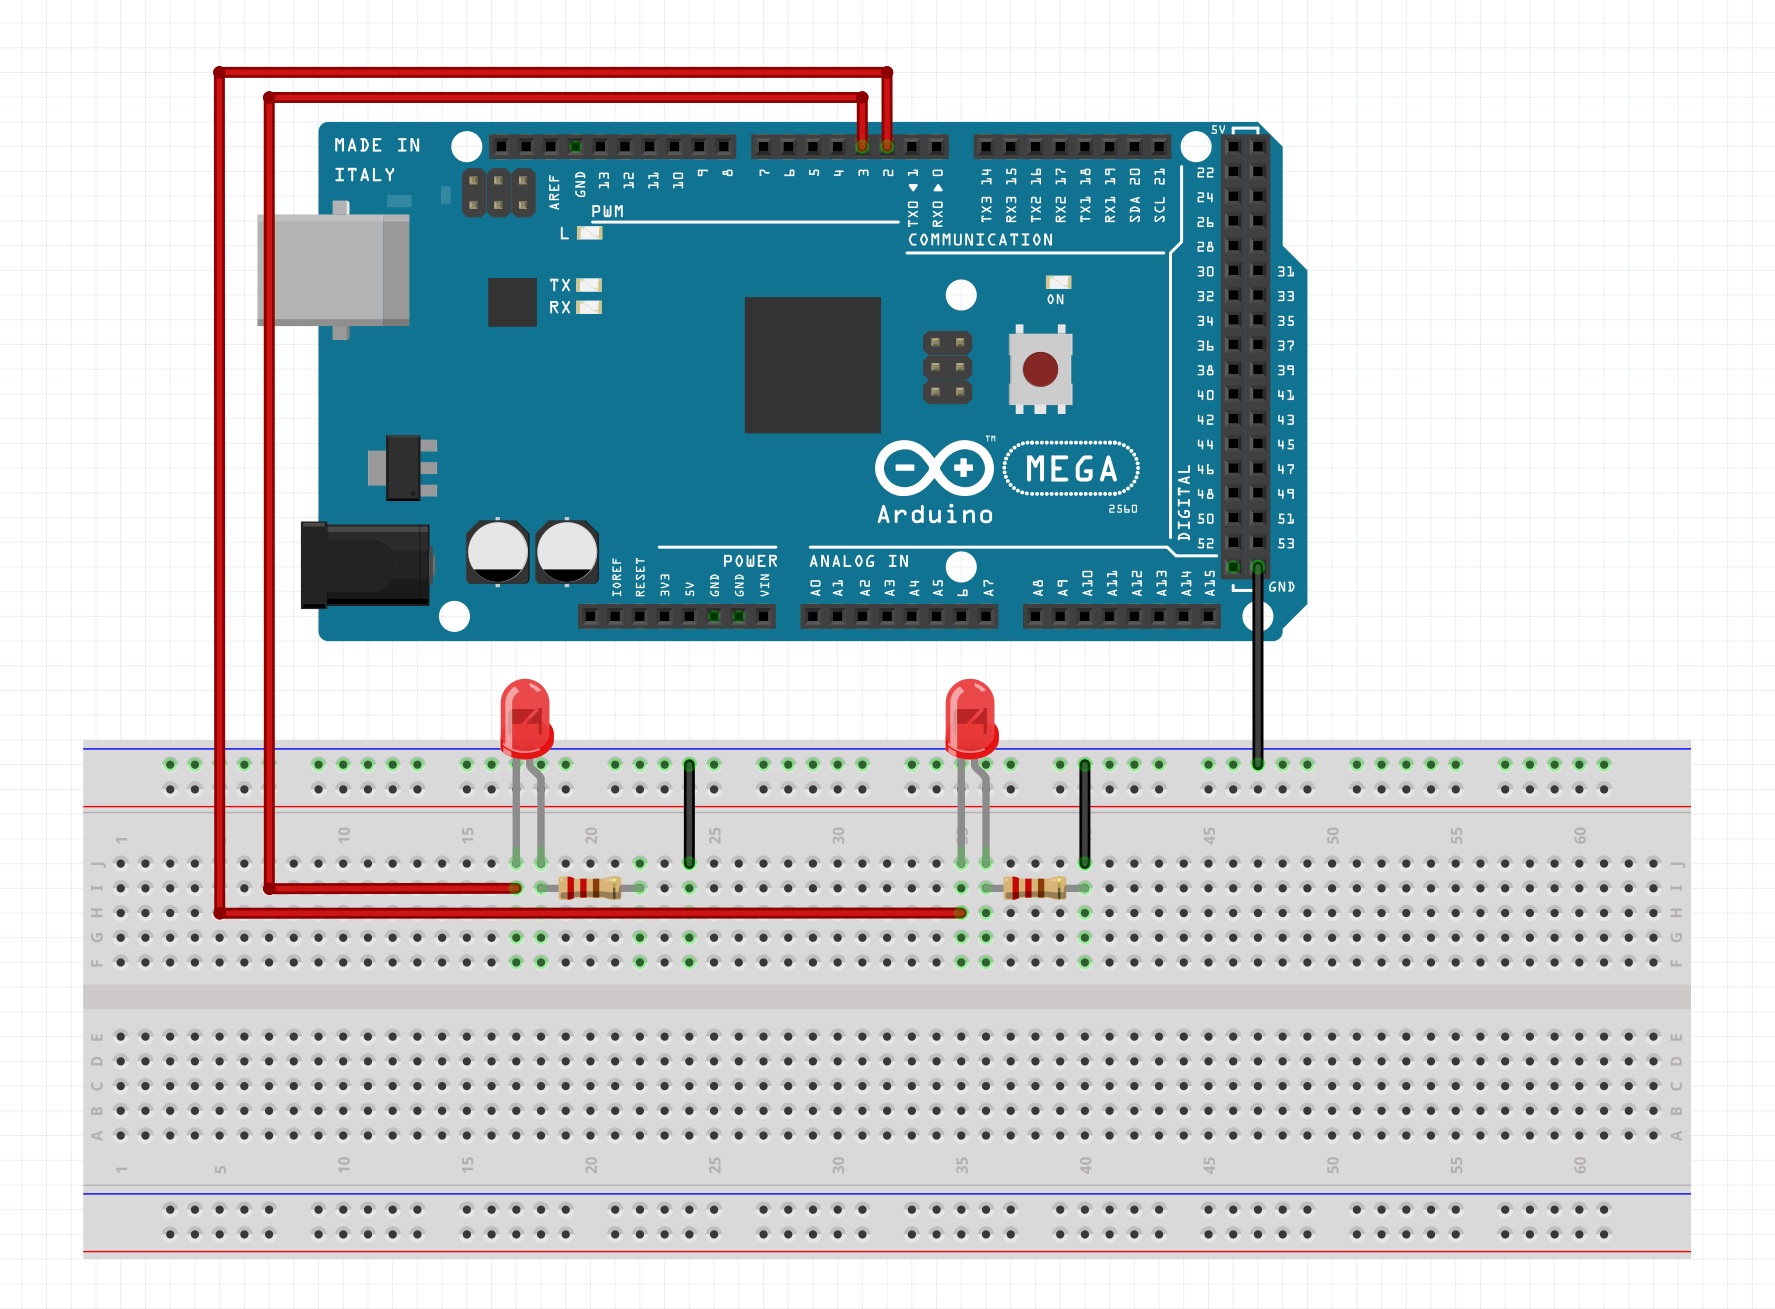 MADE IN
ITALY
5V
AREF
GND
13
12
11
10
9
8
7
6
5
4
3
2
TX0 1
RX0 0
TX3 14
RX3 15
TX2 16
RX2 17
TX1 18
RX1 19
SDA 20
SCL 21
PWM
COMMUNICATION
L
TX
RX
ON
22
24
26
28
30 31
32 33
34 35
36 37
38 39
40 41
42 43
44 45
46 47
48 49
50 51
52 53
DIGITAL
GND
MEGA
TM
Arduino
2560
POWER
ANALOG IN
IOREF
RESET
3V3
5V
GND
GND
VIN
A0
A1
A2
A3
A4
A5
6
A7
A8
A9
A10
A11
A12
A13
A14
A15
1 10 15 20 25 30 35 45 50 55 60
J J
I I
H H
G G
F F
E E
D D
C C
B B
A A
1 5 10 15 20 25 30 35 40 45 50 55 60